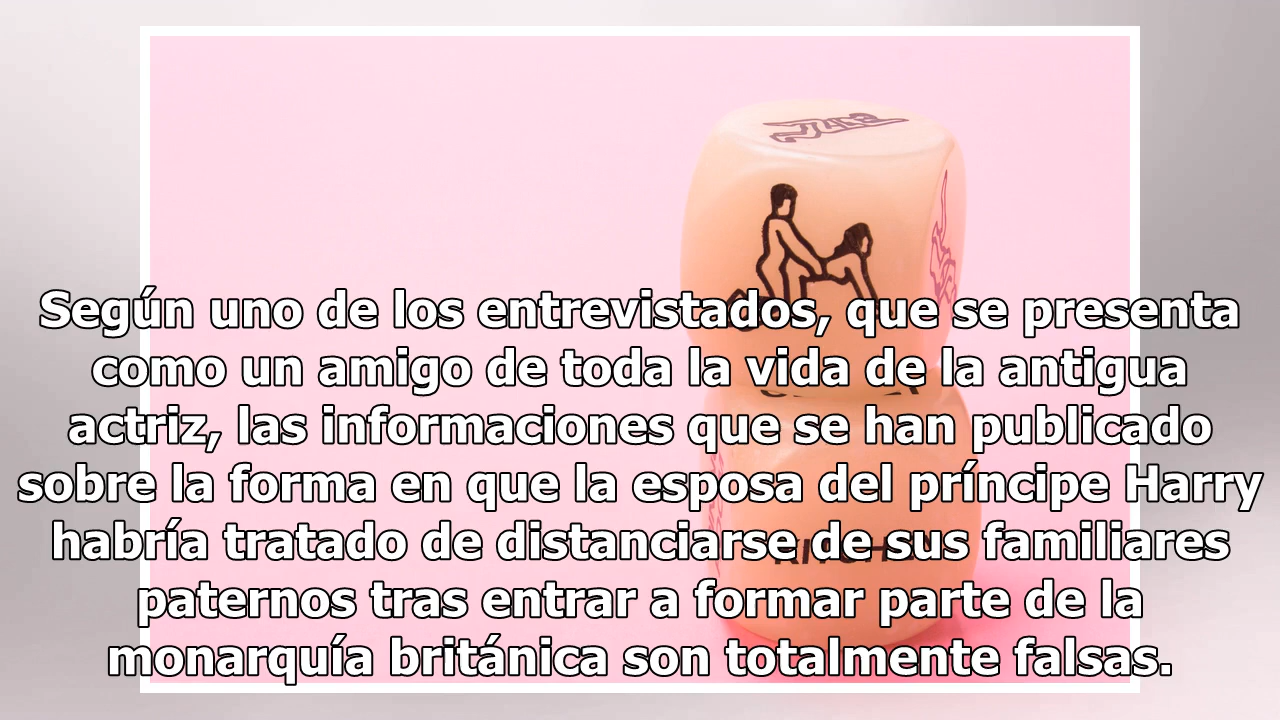 Según uno de los entrevistados, que se presenta
como un amigo de toda la vida de la antigua
actriz, las informaciones que se han publicado
sobre la forma en que la esposa del príncipe Harry
habría tratado de distanciarse de sus familiares
KITCHEN
paternos tras entrar a formar parte de la
monarquía británica son totalmente falsas.